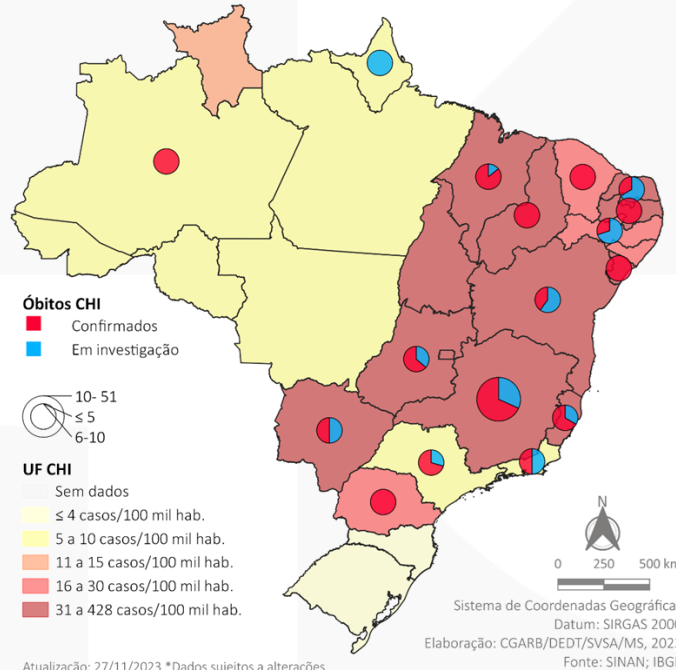 Óbitos CHI
Confirmados
Em investigação
10- 51
≤ 5
6-10
UF CHI
Sem dados
≤ 4 casos/100 mil hab.
5 a 10 casos/100 mil hab.
11 a 15 casos/100 mil hab.
16 a 30 casos/100 mil hab.
31 a 428 casos/100 mil hab.
N
0 250 500 km
Sistema de Coordenadas Geográfica
Datum: SIRGAS 200
Elaboração: CGARB/DEDT/SVSA/MS, 202
Fonte: SINAN; IBG
Atualização: 27/11/2023 *Dados sujeitos a alterações